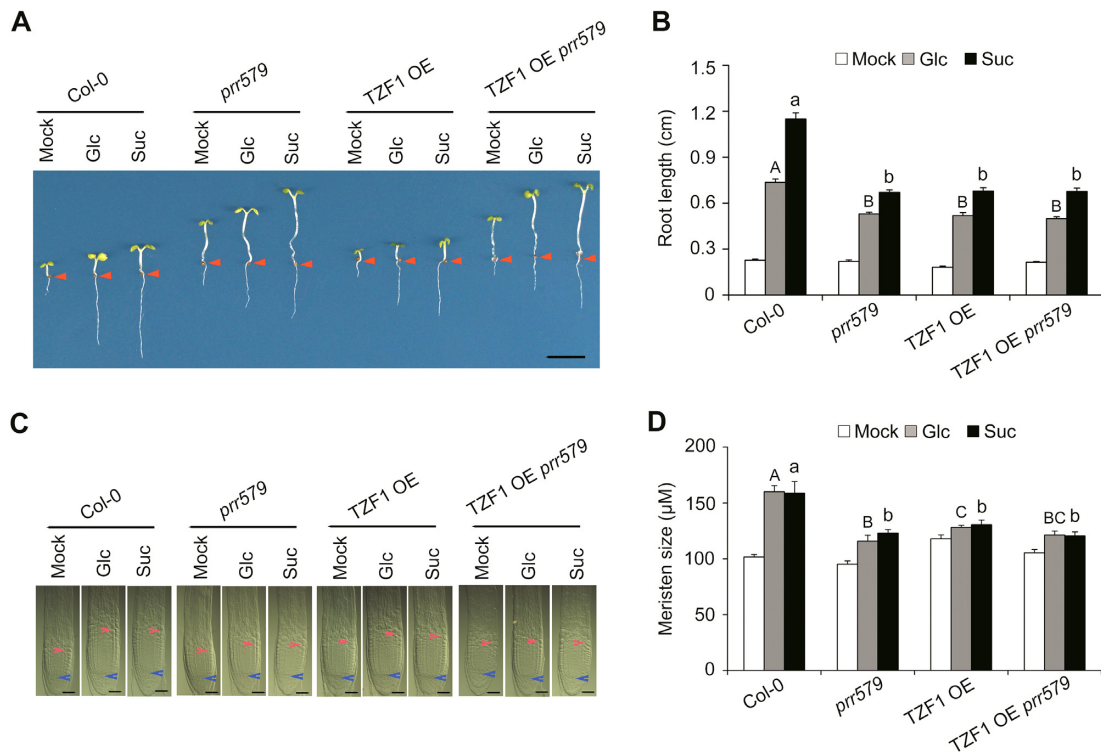 A
Col-0
prr579
TZF1 OE
TZF1 OE prr579
Mock
Glc
Suc
Mock
Glc
Suc
Mock
Glc
Suc
Mock
Glc
Suc
B
Mock Glc Suc
Root length (cm)
1.5
1.2
0.9
0.6
0.3
0
A
a
B
b
B
b
B
b
Col-0
prr579
TZF1 OE
TZF1 OE prr579
C
Col-0
prr579
TZF1 OE
TZF1 OE prr579
Mock
Glc
Suc
Mock
Glc
Suc
Mock
Glc
Suc
Mock
Glc
Suc
D
Mock Glc Suc
Meristen size (μM)
200
150
100
50
0
A
a
B
b
C
b
BC
b
Col-0
prr579
TZF1 OE
TZF1 OE prr579